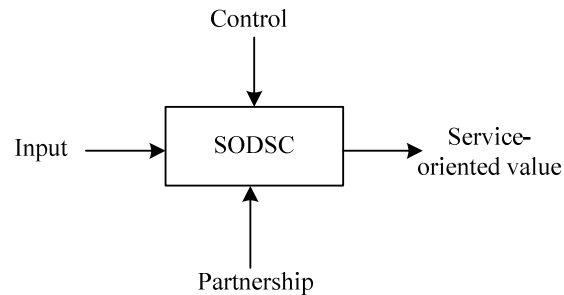 Control
Input
SODSC
Service-
oriented value
Partnership